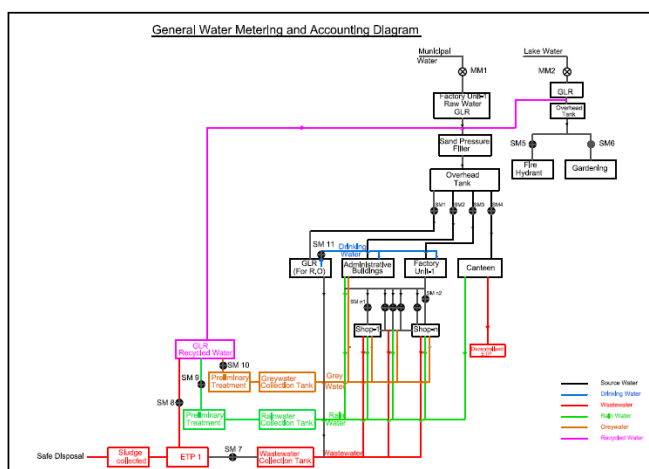 General Water Metering and Accounting Diagram
Municipal
Water
Lake Water
MM1
MM2
Factory Unit-1
Raw Water
GLR
GLR
Overhead
Tank
Sand Pressure
Filter
SM5
SM6
Fire
Hydrant
Gardening
Overhead
Tank
SM1
SM2
SM3
SM4
SM 11
Drinking
Water
GLR
(For R,O)
Administrative
Buildings
Factory
Unit-1
Canteen
SM n1
SM n2
Shop-1
Shop-n
GLR
Recycled Water
Decentralised
ETP
SM 10
SM 9
Preliminary
Treatment
Greywater
Collection Tank
Grey
Water
SM 8
Preliminary
Treatment
Rainwater
Collection Tank
Rain
Water
Safe Disposal
Sludge
collected
ETP 1
SM 7
Wastewater
Collection Tank
Wastewater
Source Water
Drinking Water
Wastewater
Rain Water
Greywater
Recycled Water